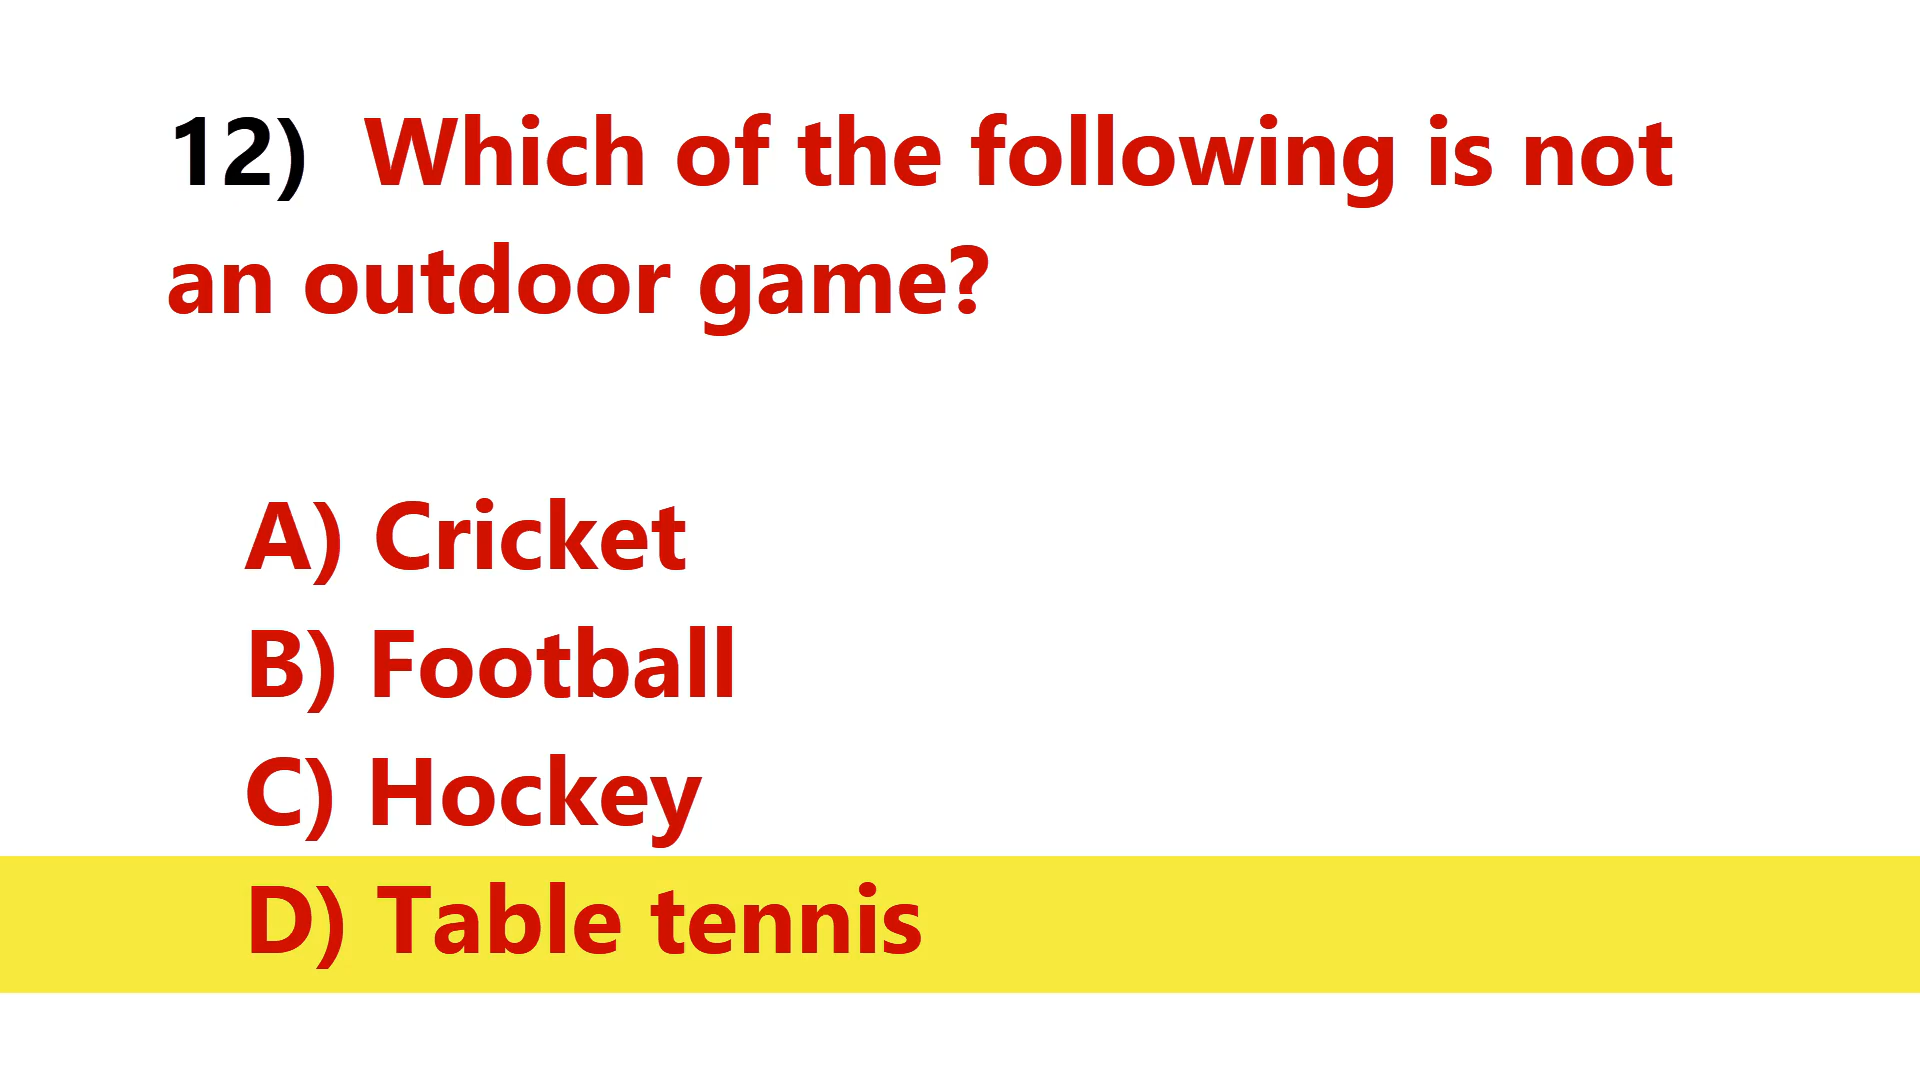 12) Which of the following is not
an outdoor game?
A) Cricket
B) Football
C) Hockey
D) Table tennis